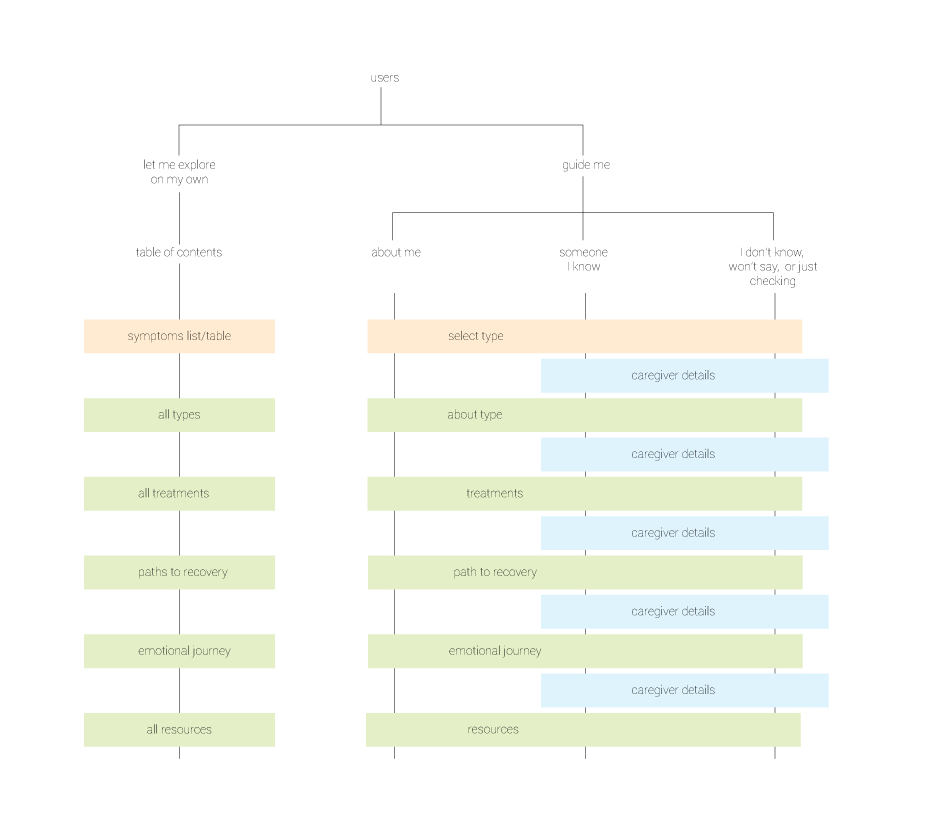 users
let me explore
on my own
guide me
table of contents
about me
someone
I know
I don't know,
won't say, or just
checking
symptoms list/table
select type
caregiver details
all types
about type
caregiver details
all treatments
treatments
caregiver details
paths to recovery
path to recovery
caregiver details
emotional journey
emotional journey
caregiver details
all resources
resources